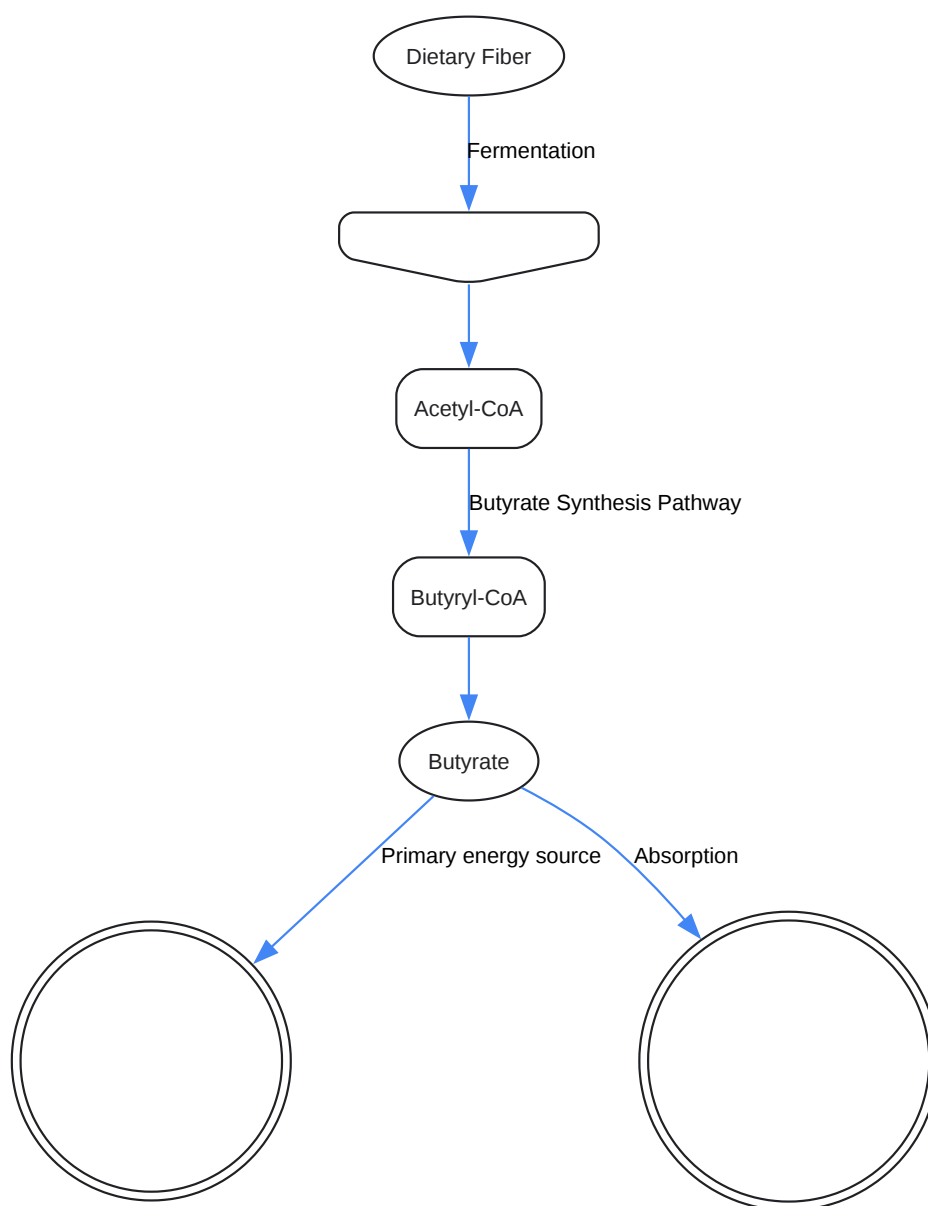 Dietary Fiber
Fermentation
Acetyl-CoA
Butyrate Synthesis Pathway
Butyryl-CoA
Butyrate
Primary energy source
Absorption